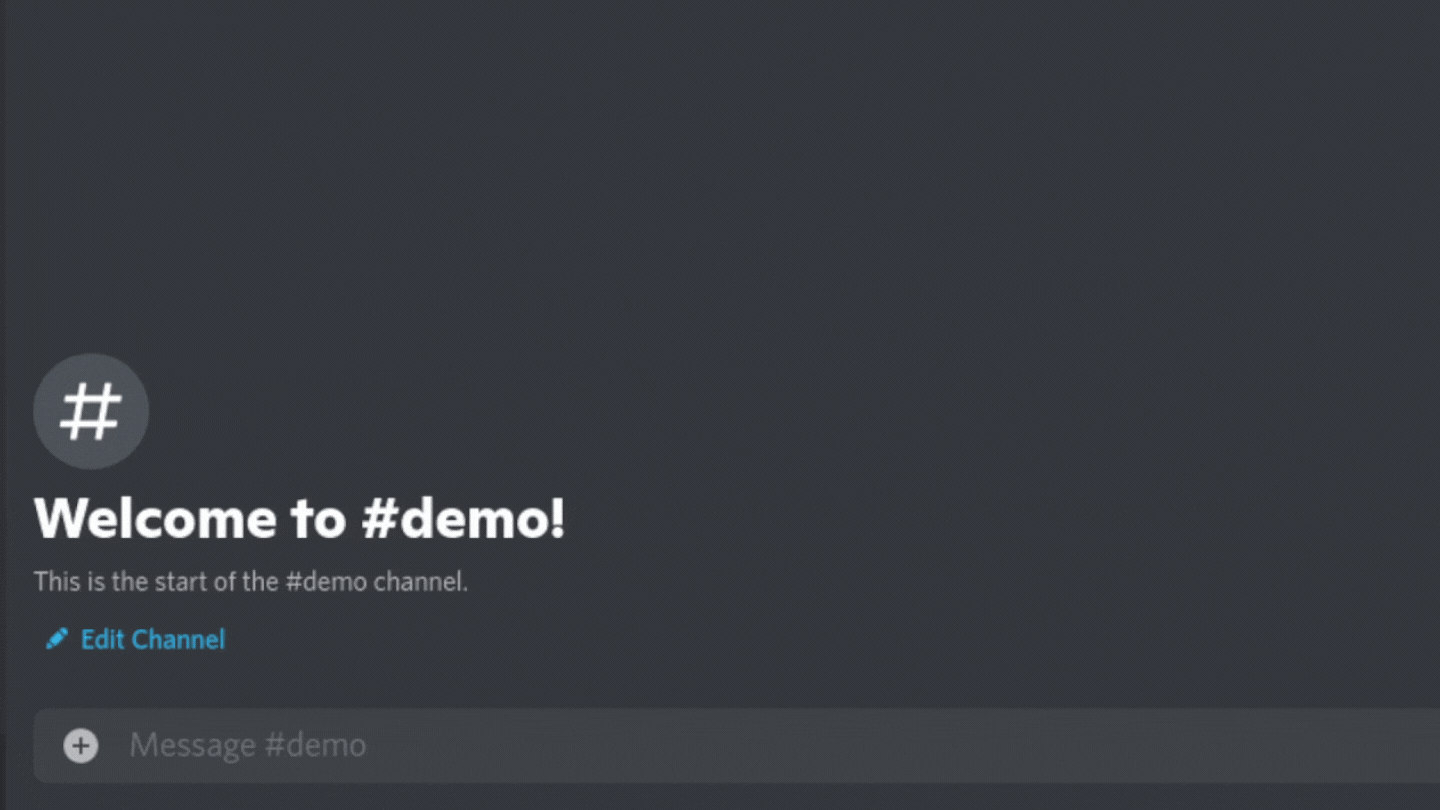 #
Welcome to #demo!
This is the start of the #demo channel.
Edit Channel
Message #demo